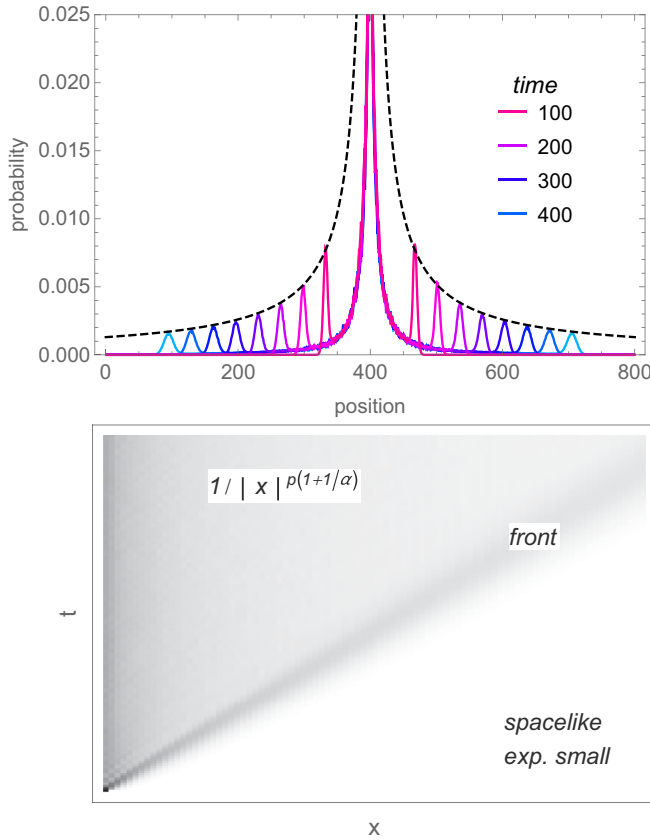 0.025
0.020
0.015
0.010
0.005
0.000
probability
time
100
200
300
400
0
200
400
600
800
position
1/|x|^p(1+1/α)
front
t
spacelike
exp. small
x